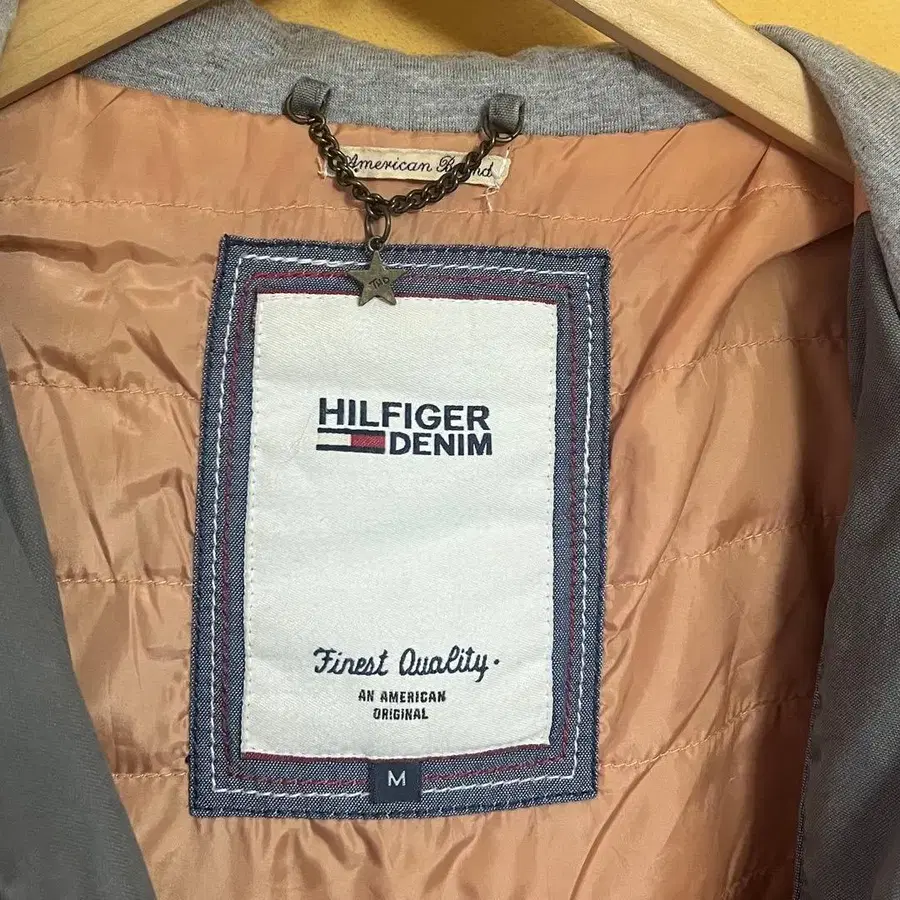 American Brand
HILFIGER
DENIM
Finest Quality.
AN AMERICAN
ORIGINAL
M